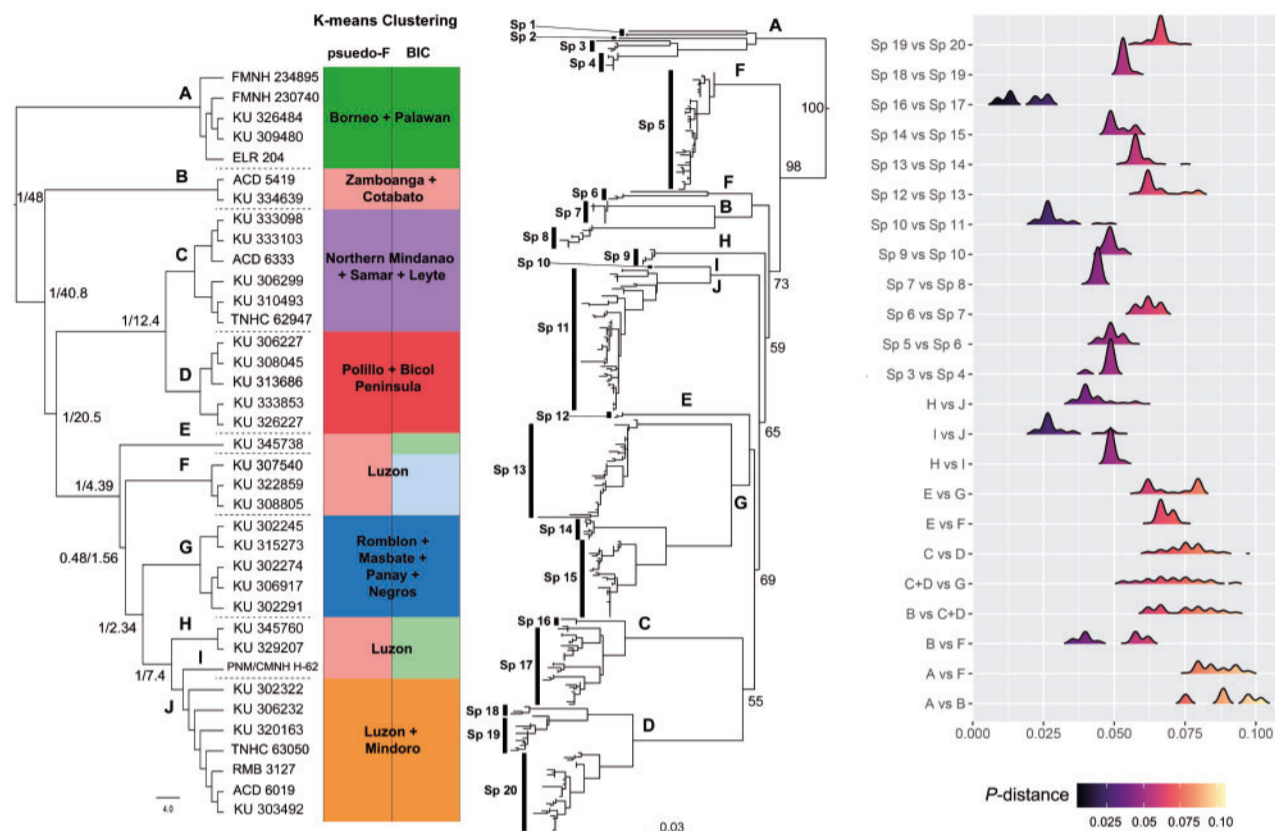 K-means Clustering
psuedo-F
BIC
A
FMNH 234895
FMNH 230740
KU 326484
KU 309480
ELR 204
Borneo + Palawan
B
ACD 5419
KU 334639
Zamboanga +
Cotabato
1/48
C
KU 333098
KU 333103
ACD 6333
KU 306299
KU 310493
TNHC 62947
Northern Mindanao
+ Samar + Leyte
1/40.8
1/12.4
D
KU 306227
KU 308045
KU 313686
KU 333853
KU 326227
Polillo + Bicol
Peninsula
1/20.5
E
KU 345738
F
KU 307540
KU 322859
KU 308805
Luzon
1/4.39
0.48/1.56
G
KU 302245
KU 315273
KU 302274
KU 306917
KU 302291
Romblon +
Masbate +
Panay +
Negros
1/2.34
H
KU 345760
KU 329207
I
PNM/CMNH H-62
Luzon
1/7.4
J
KU 302322
KU 306232
KU 320163
TNHC 63050
RMB 3127
ACD 6019
KU 303492
Luzon +
Mindoro
4.0
Sp 1
Sp 2
Sp 3
Sp 4
A
F
Sp 5
100
98
Sp 6
F
Sp 7
B
Sp 8
H
Sp 9
Sp 10
I
J
73
Sp 11
59
Sp 12
E
65
Sp 13
G
Sp 14
Sp 15
69
Sp 16
C
Sp 17
55
Sp 18
Sp 19
D
Sp 20
0.03
Sp 19 vs Sp 20
Sp 18 vs Sp 19
Sp 16 vs Sp 17
Sp 14 vs Sp 15
Sp 13 vs Sp 14
Sp 12 vs Sp 13
Sp 10 vs Sp 11
Sp 9 vs Sp 10
Sp 7 vs Sp 8
Sp 6 vs Sp 7
Sp 5 vs Sp 6
Sp 3 vs Sp 4
H vs J
I vs J
H vs I
E vs G
E vs F
C vs D
C+D vs G
B vs C+D
B vs F
A vs F
A vs B
0.000 0.025 0.050 0.075 0.100
P-distance
0.025 0.05 0.075 0.10